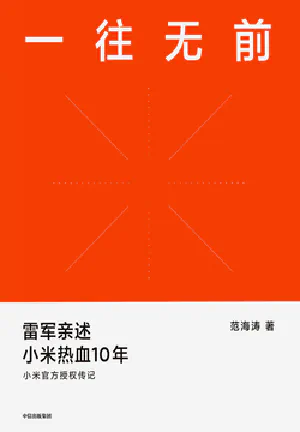 一往无前
范海涛 著
雷军亲述
小米热血10年
小米官方授权传记
中信出版集团